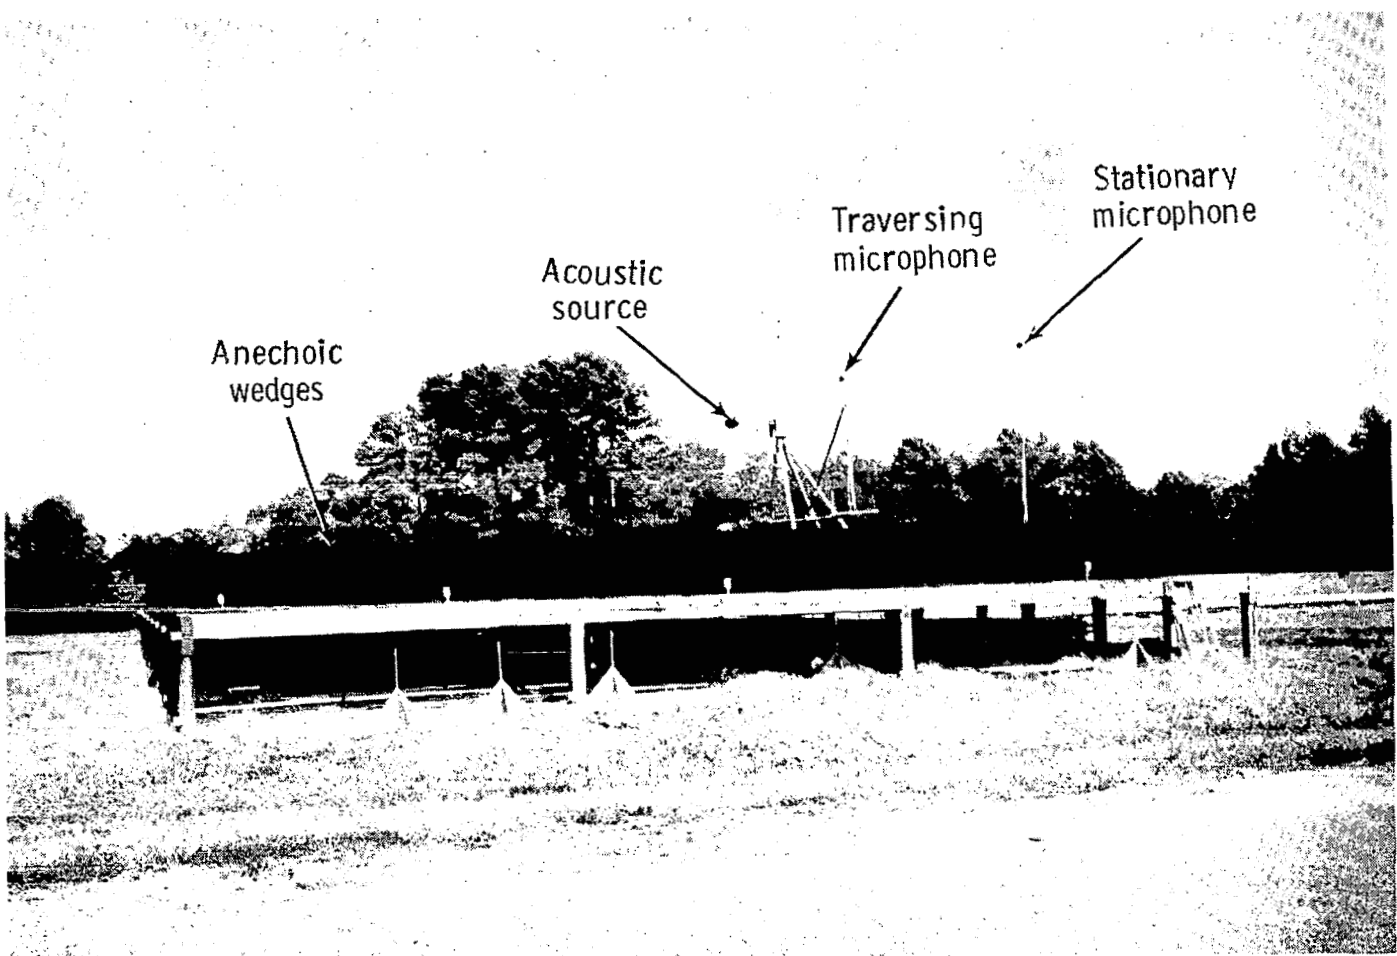 Stationary
microphone
Traversing
microphone
Acoustic
source
Anechoic
wedges